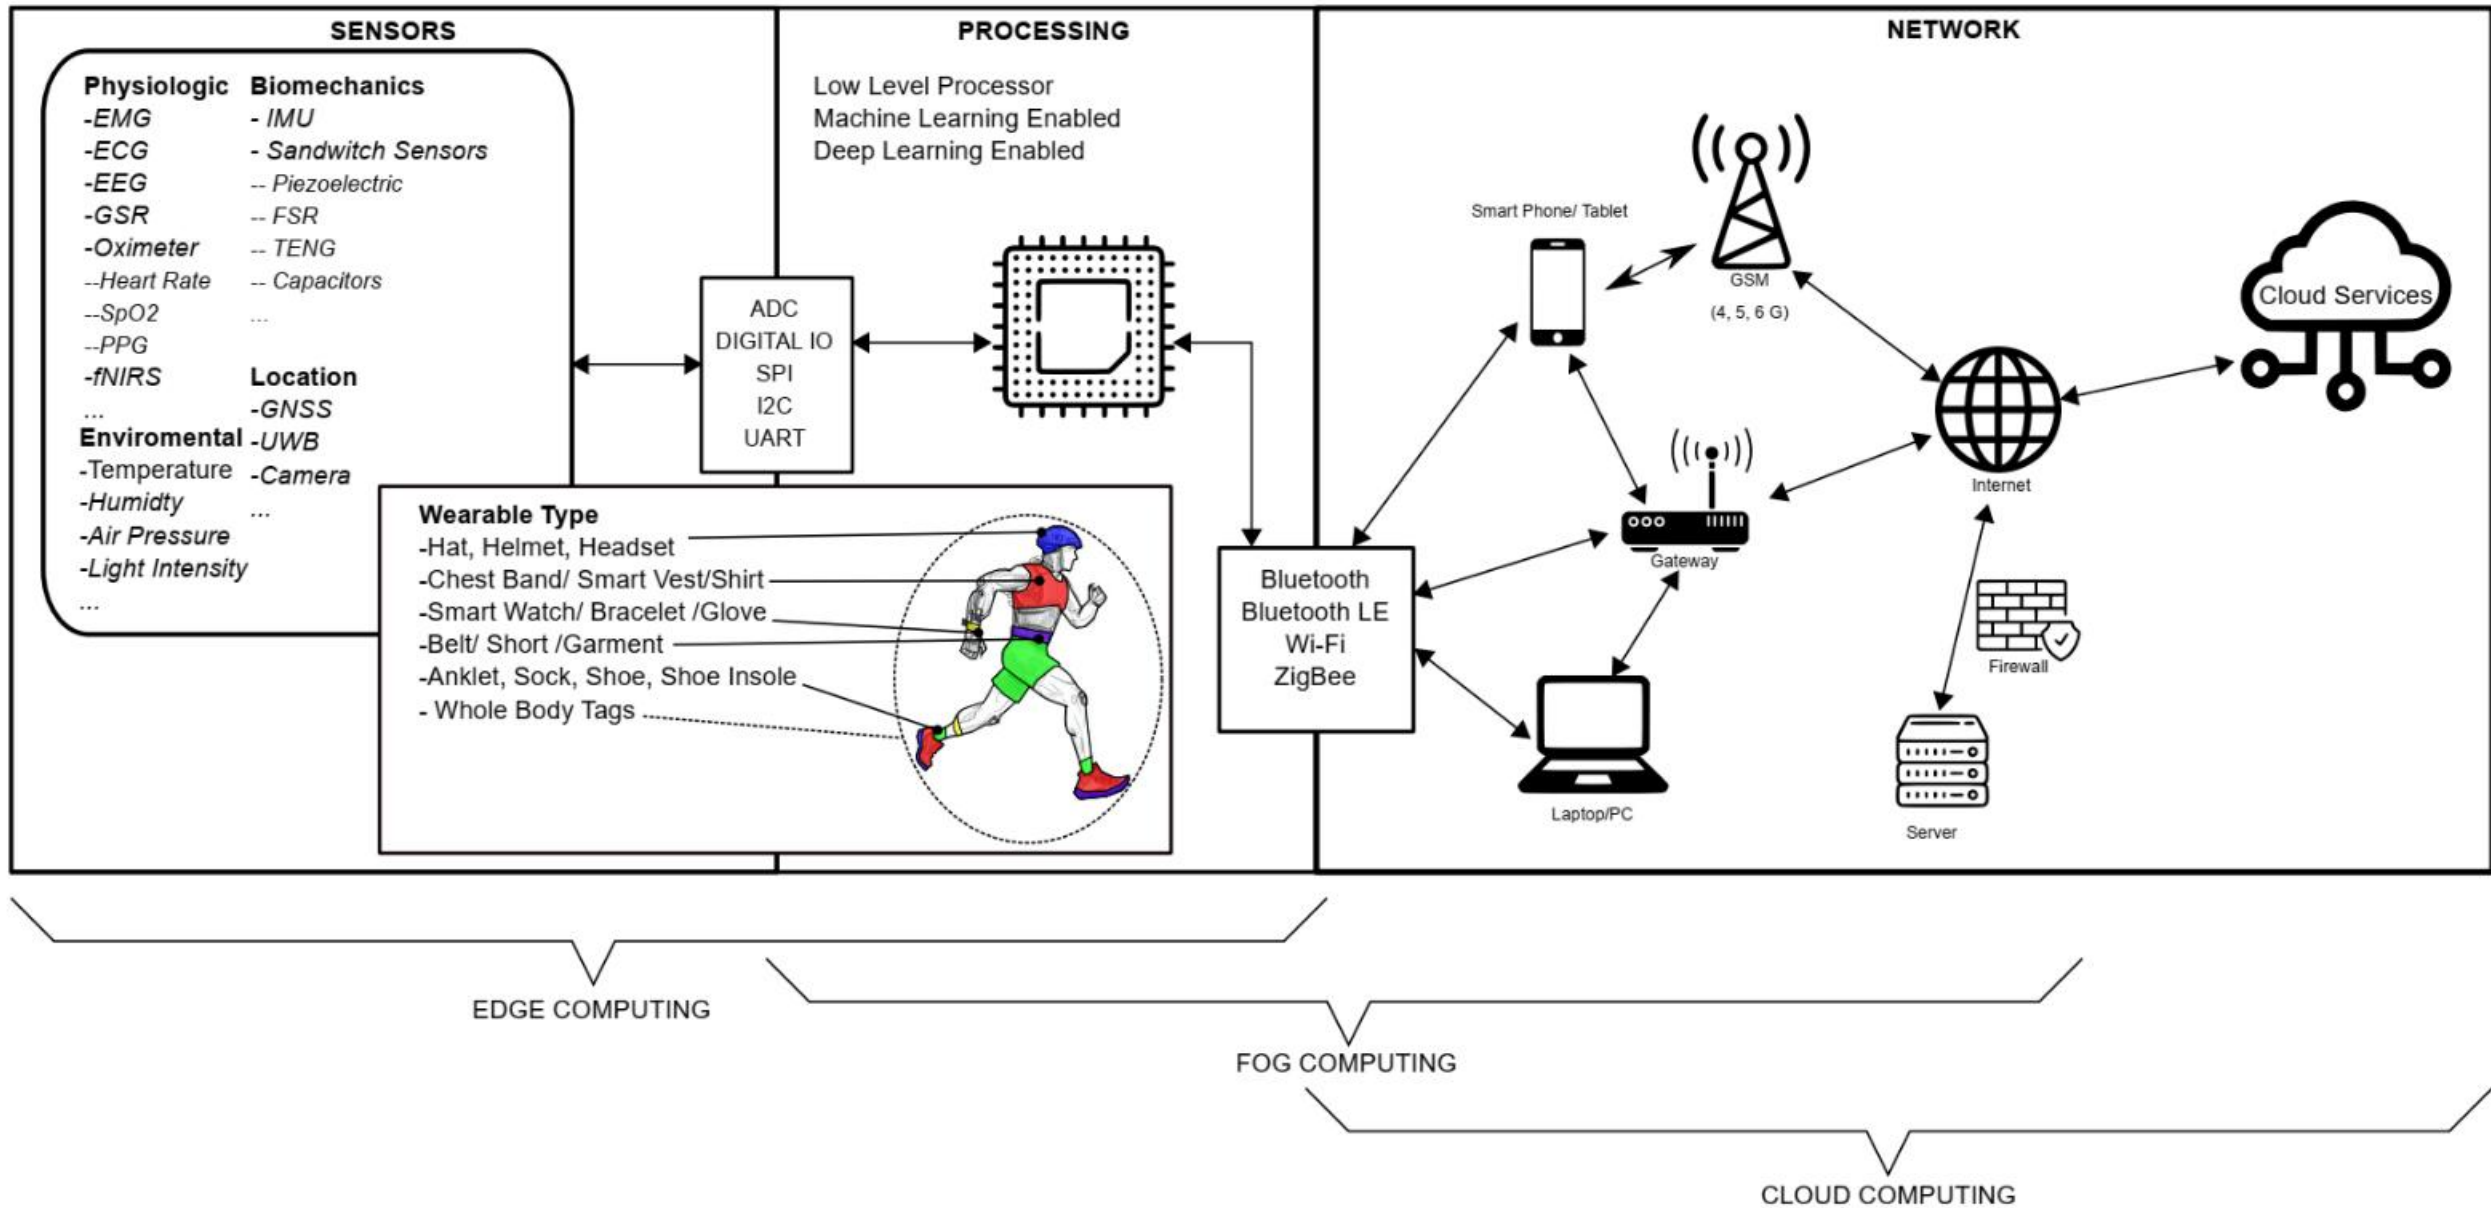 SENSORS
Physiologic
-EMG
-ECG
-EEG
-GSR
-Oximeter
--Heart Rate
--SpO2
--PPG
-fNIRS
...
Enviromental
-Temperature
-Humidty
-Air Pressure
-Light Intensity
...
Biomechanics
- IMU
- Sandwitch Sensors
-- Piezoelectric
-- FSR
-- TENG
-- Capacitors
...
Location
-GNSS
-UWB
-Camera
...
ADC
DIGITAL IO
SPI
I2C
UART
Wearable Type
-Hat, Helmet, Headset
-Chest Band/ Smart Vest/Shirt
-Smart Watch/ Bracelet /Glove
-Belt/ Short /Garment
-Anklet, Sock, Shoe, Shoe Insole
- Whole Body Tags
PROCESSING
Low Level Processor
Machine Learning Enabled
Deep Learning Enabled
Bluetooth
Bluetooth LE
Wi-Fi
ZigBee
NETWORK
Smart Phone/ Tablet
GSM
(4, 5, 6 G)
Cloud Services
Internet
Gateway
Firewall
Laptop/PC
Server
EDGE COMPUTING
FOG COMPUTING
CLOUD COMPUTING